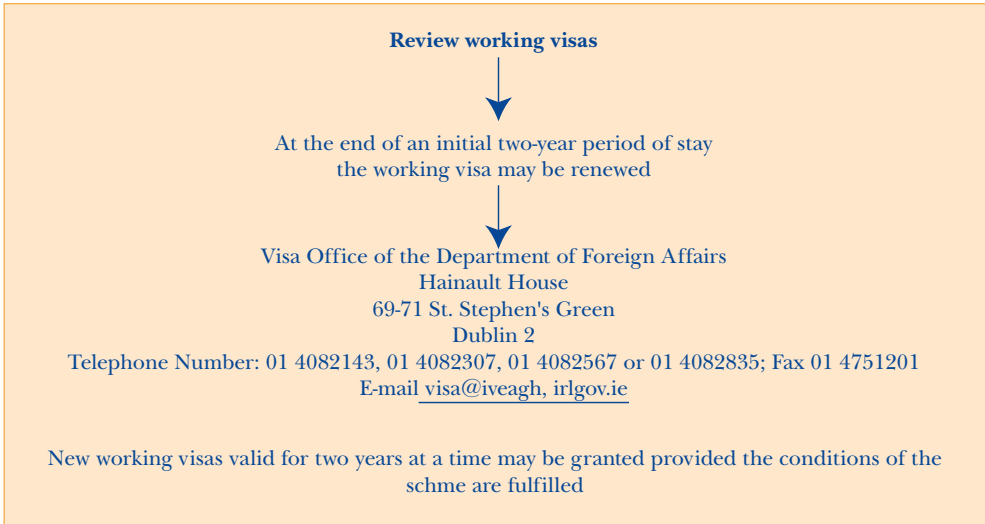 Review working visas
At the end of an initial two-year period of stay
the working visa may be renewed
Visa Office of the Department of Foreign Affairs
Hainault House
69-71 St. Stephen's Green
Dublin 2
Telephone Number: 01 4082143, 01 4082307, 01 4082567 or 01 4082835; Fax 01 4751201
E-mail visa@iveagh, irlgov.ie
New working visas valid for two years at a time may be granted provided the conditions of the
schme are fulfilled